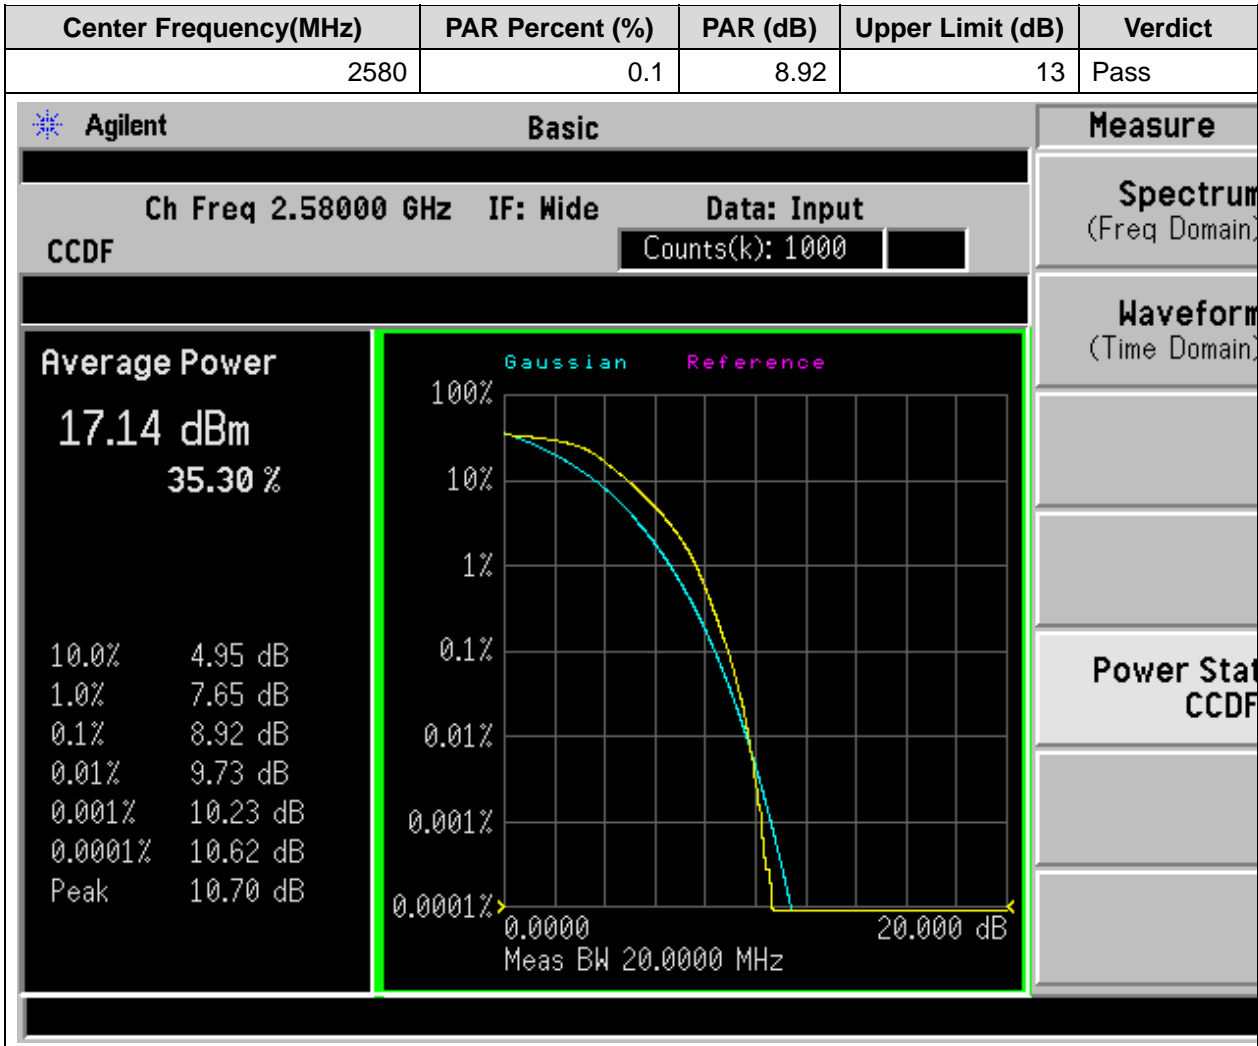 Center Frequency(MHz) PAR Percent (%) PAR (dB) Upper Limit (dB) Verdict
2580 0.1 8.92 13 Pass
Agilent Basic Measure
Ch Freq 2.58000 GHz IF: Wide Data: Input
CCDF Counts(k): 1000
Spectrum
(Freq Domain)
Waveform
(Time Domain)
Power Stat
CCDF
Average Power
17.14 dBm
35.30 %
10.0% 4.95 dB
1.0% 7.65 dB
0.1% 8.92 dB
0.01% 9.73 dB
0.001% 10.23 dB
0.0001% 10.62 dB
Peak 10.70 dB
Gaussian Reference
100%
10%
1%
0.1%
0.01%
0.001%
0.0001%
0.0000 20.000 dB
Meas BW 20.0000 MHz